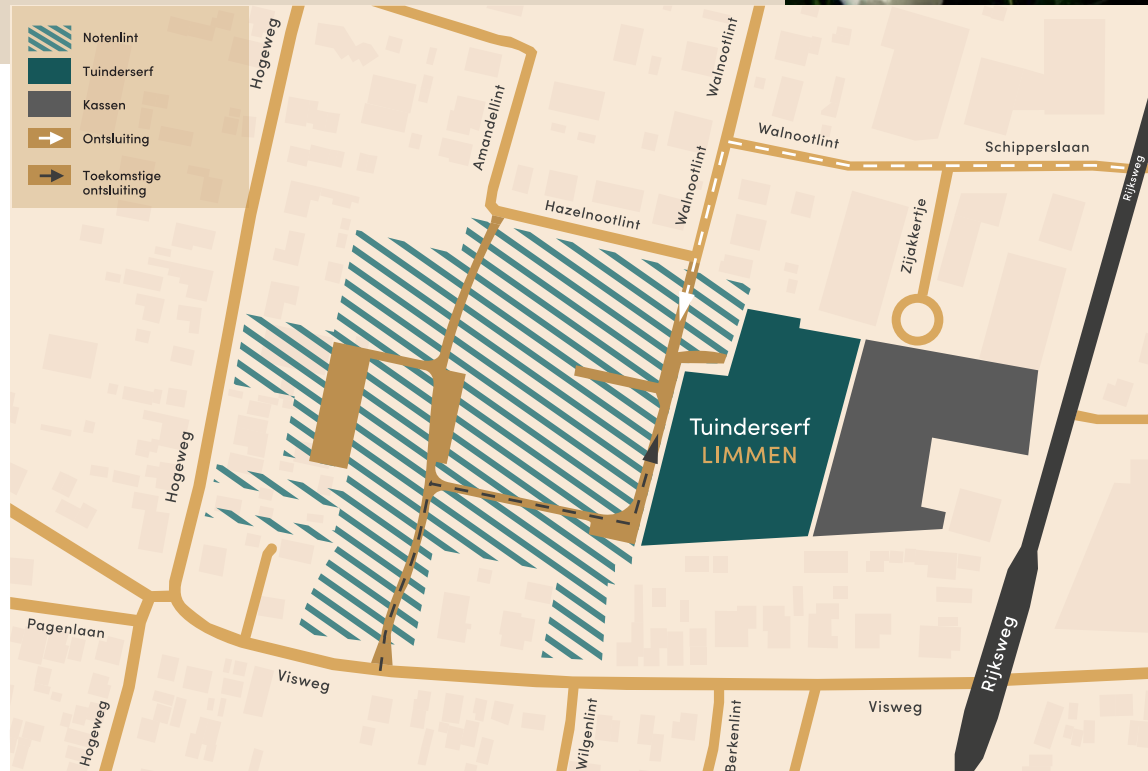 Notenlint
Tuinderserf
Kassen
Ontsluiting
Toekomstige
ontsluiting
Hogeweg
Amandellint
Walnootlint
Walnootlint
Walnootlint
Schipperslaan
Rijksweg
Hazelnootlint
Zijakkertje
Tuinderserf
LIMMEN
Hogeweg
Pagenlaan
Hogeweg
Visweg
Rijksweg
Wilgenlint
Berkenlint
Visweg